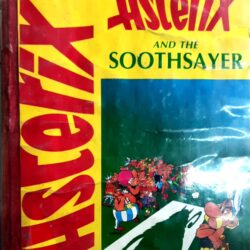 Asterix
Asterix
AND THE
SOOTHSAYER